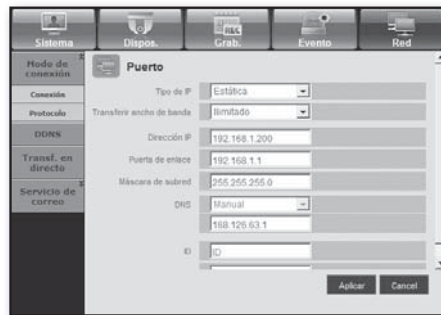 Sistema
Dispos.
REC
Grab.
Evento
Red
Modo de conexión
Conexión
Protocolo
DDNS
Transf. en directo
Servicio de correo
Puerto
Tipo de IP Estática
Transferir ancho de banda Ilimitado
Dirección IP 192.168.1.200
Puerta de enlace 192.168.1.1
Máscara de subred 255.255.255.0
DNS Manual
168.126.63.1
ID ID
Aplicar Cancel